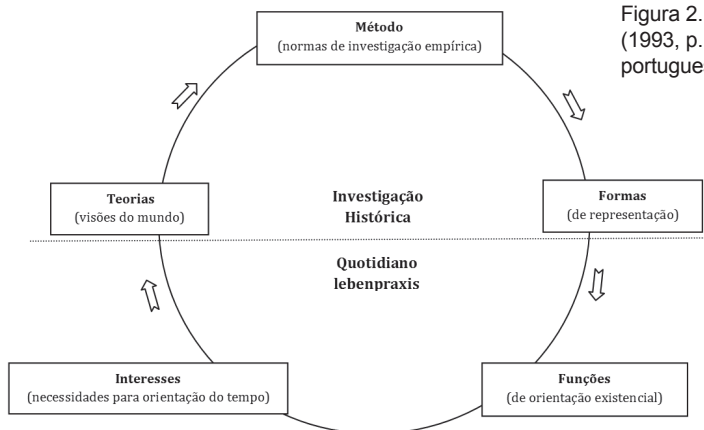 Figura 2.
(1993, p.
Método
(normas de investigação empírica)
Teorias
(visões do mundo)
Investigação
Histórica
Formas
(de representação)
Quotidiano
lebenpraxis
Interesses
(necessidades para orientação do tempo)
Funções
(de orientação existencial)